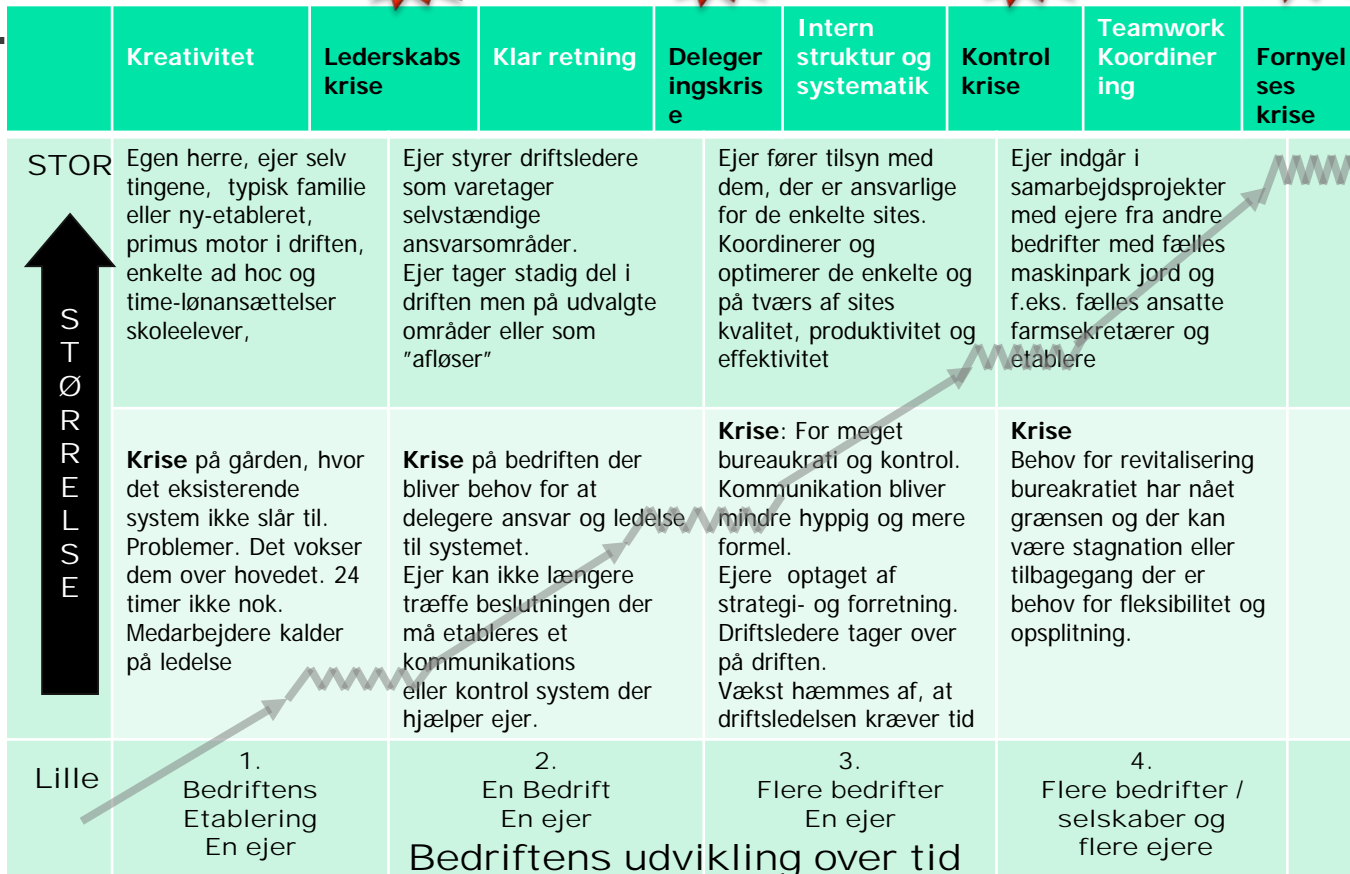 Kreativitet
Lederskabs
krise
Klar retning
Deleger
ingskris
e
Intern
struktur og
systematik
Kontrol
krise
Teamwork
Koordiner
ing
Fornyel
ses
krise
STOR
Egen herre, ejer selv
tingene, typisk familie
eller ny-etableret,
primus motor i driften,
enkelte ad hoc og
time-lønansættelser
skoleelever,
Ejer styrer driftsledere
som varetager
selvstændige
ansvarsområder.
Ejer tager stadig del i
driften men på udvalgte
områder eller som
”afløser”
Ejer fører tilsyn med
dem, der er ansvarlige
for de enkelte sites.
Koordinerer og
optimerer de enkelte og
på tværs af sites
kvalitet, produktivitet og
effektivitet
Ejer indgår i
samarbejdsprojekter
med ejere fra andre
bedrifter med fælles
maskinpark jord og
f.eks. fælles ansatte
farmsekretærer og
etablere
S
T
Ø
R
R
E
L
S
E
Krise på gården, hvor
det eksisterende
system ikke slår til.
Problemer. Det vokser
dem over hovedet. 24
timer ikke nok.
Medarbejdere kalder
på ledelse
Krise på bedriften der
bliver behov for at
delegere ansvar og ledelse
til systemet.
Ejer kan ikke længere
træffe beslutningen der
må etableres et
kommunikations
eller kontrol system der
hjælper ejer.
Krise: For meget
bureaukrati og kontrol.
Kommunikation bliver
mindre hyppig og mere
formel.
Ejere optaget af
strategi- og forretning.
Driftsledere tager over
på driften.
Vækst hæmmes af, at
driftsledelsen kræver tid
Krise
Behov for revitalisering
bureakratiet har nået
grænsen og der kan
være stagnation eller
tilbagegang der er
behov for fleksibilitet og
opsplitning.
Lille
1.
Bedriftens
Etablering
En ejer
2.
En Bedrift
En ejer
3.
Flere bedrifter
En ejer
4.
Flere bedrifter /
selskaber og
flere ejere
Bedriftens udvikling over tid